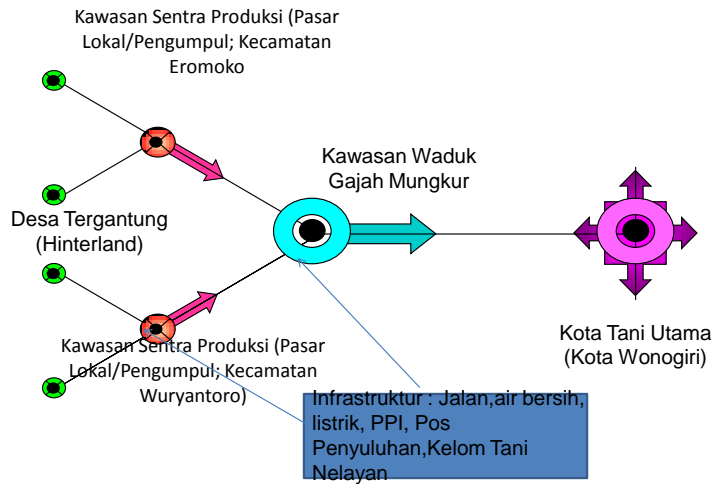 Kawasan Sentra Produksi (Pasar
Lokal/Pengumpul; Kecamatan
Eromoko
Kawasan Waduk
Gajah Mungkur
Desa Tergantung
(Hinterland)
Kota Tani Utama
(Kota Wonogiri)
Kawasan Sentra Produksi (Pasar
Lokal/Pengumpul; Kecamatan
Wuryantoro)
Infrastruktur : Jalan,air bersih,
listrik, PPI, Pos
Penyuluhan,Kelom Tani
Nelayan